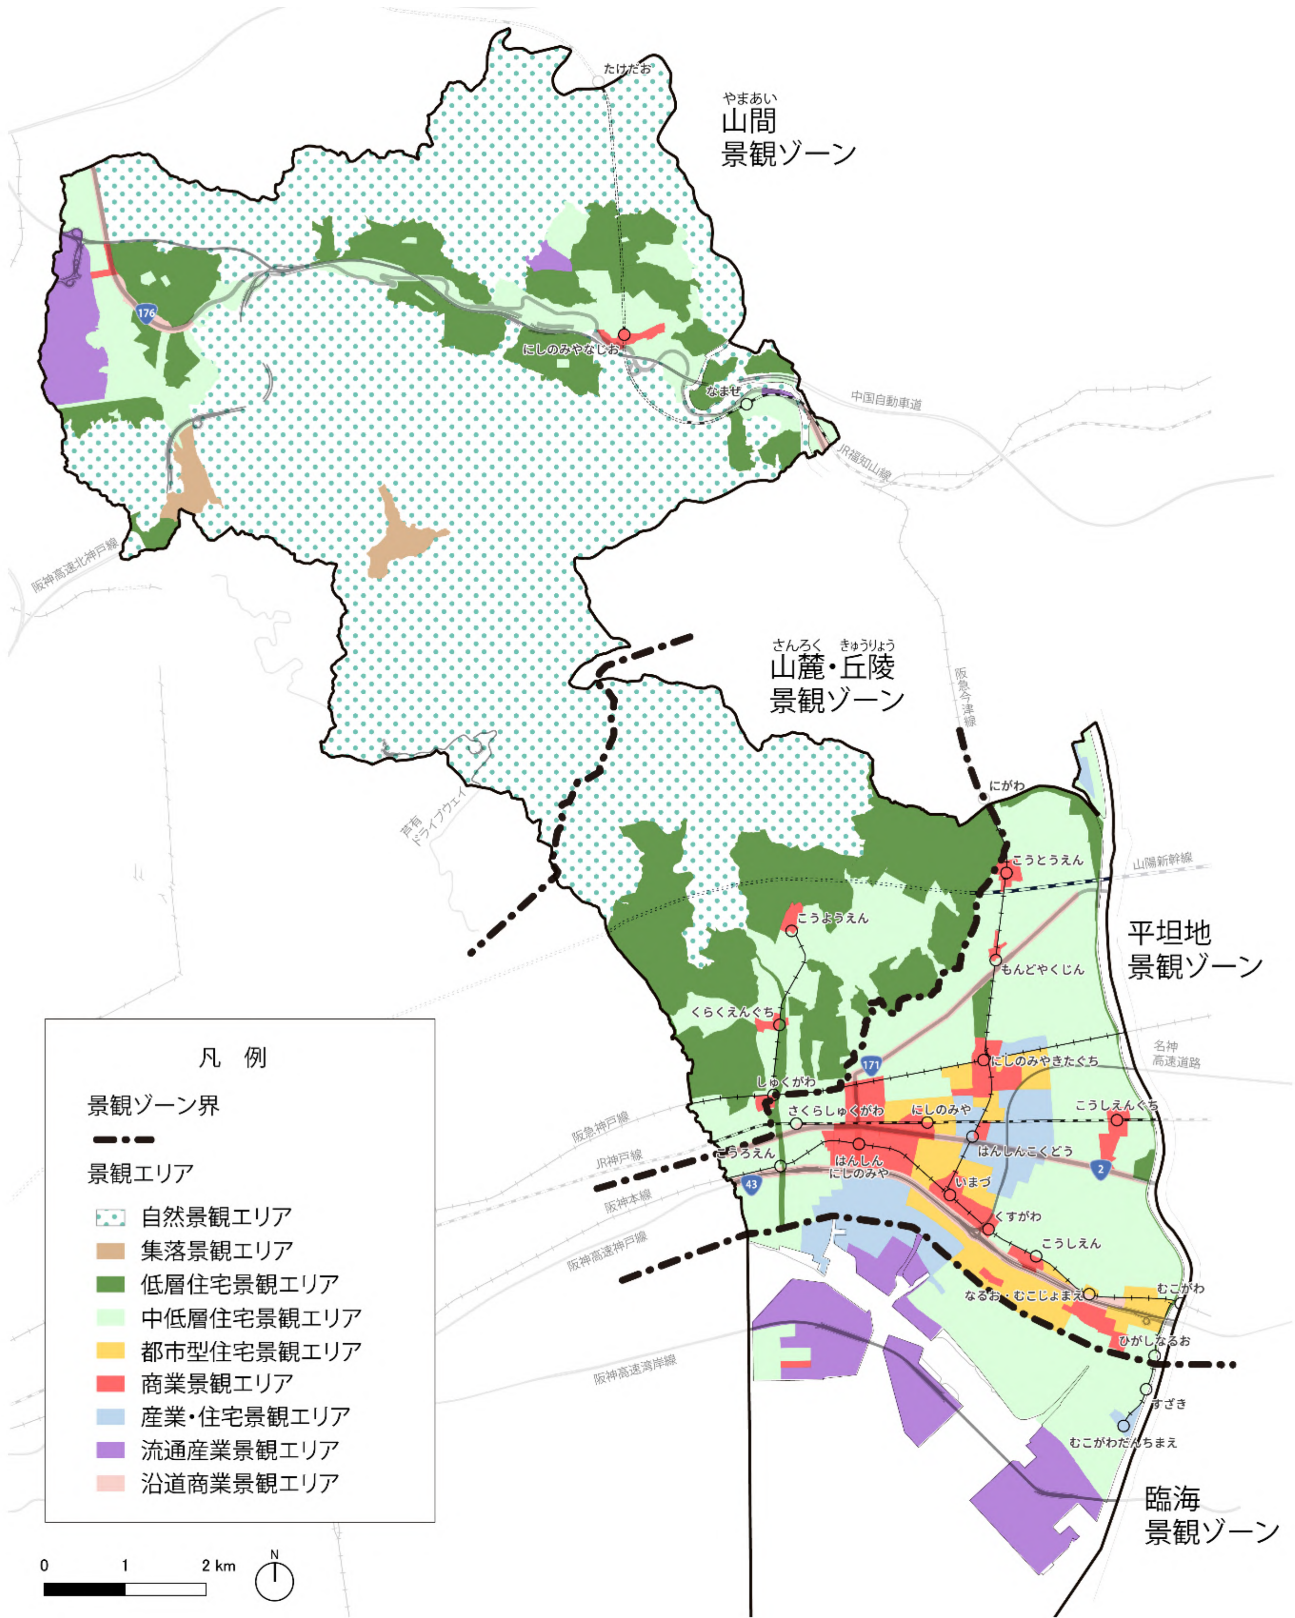 たけだお
やまあい
山間
景観ゾーン
176
にしのみやなじお
なまぜ
中国自動車道
JR福知山線
阪神高速北神戸線
さんろく きゅうりょう
山麓・丘陵
景観ゾーン
阪急今津線
芦有
ドライブウェイ
にがわ
こうとうえん
山陽新幹線
こうようえん
平坦地
景観ゾーン
もんどやくじん
くらくえんぐち
名神
高速道路
171
にしのみやきたぐち
しゅくがわ
さくらしゅくがわ
にしのみや
こうしえんぐち
阪急神戸線
JR神戸線
こうろえん
はんしん
にしのみや
はんしんこくどう
2
43
いまづ
阪神本線
くすがわ
こうしえん
阪神高速神戸線
なるお・むこじょまえ
むこがわ
ひがしなるお
阪神高速湾岸線
すざき
むこがわだんちまえ
臨海
景観ゾーン
凡 例
景観ゾーン界
景観エリア
自然景観エリア
集落景観エリア
低層住宅景観エリア
中低層住宅景観エリア
都市型住宅景観エリア
商業景観エリア
産業・住宅景観エリア
流通産業景観エリア
沿道商業景観エリア
0 1 2 km
N